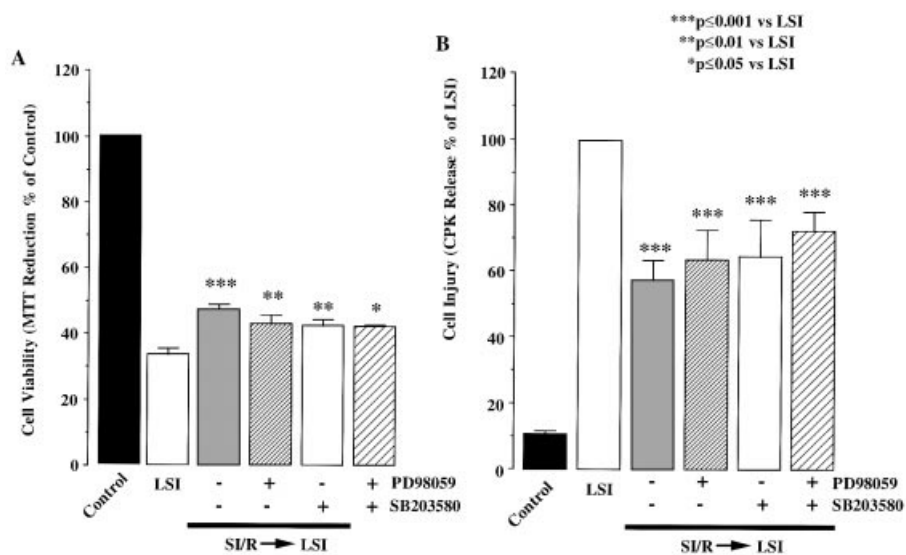 ***p≤0.001 vs LSI
**p≤0.01 vs LSI
*p≤0.05 vs LSI
A
Cell Viability (MTT Reduction % of Control)
120
100
80
60
40
20
0
***
**
**
*
Control
LSI
- + - + PD98059
- - + + SB203580
SI/R → LSI
B
Cell Injury (CPK Release % of LSI)
120
100
80
60
40
20
0
***
***
***
***
Control
LSI
- + - + PD98059
- - + + SB203580
SI/R → LSI